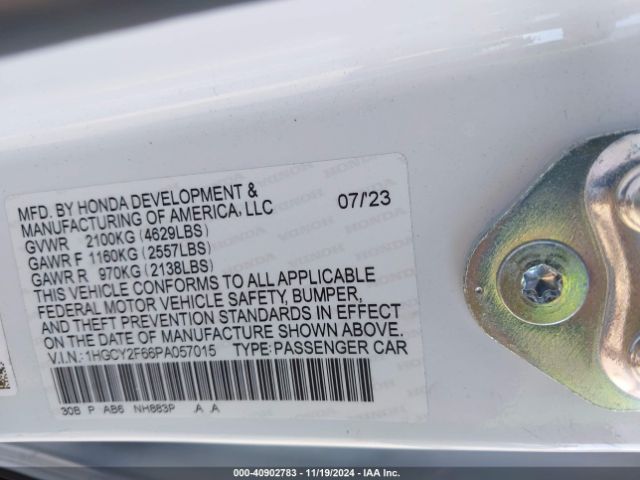 MFD. BY HONDA DEVELOPMENT &
MANUFACTURING OF AMERICA, LLC 07/23
GVWR 2100KG (4629LBS)
GAWR F 1160KG (2557LBS)
GAWR R 970KG (2138LBS)
THIS VEHICLE CONFORMS TO ALL APPLICABLE
FEDERAL MOTOR VEHICLE SAFETY, BUMPER,
AND THEFT PREVENTION STANDARDS IN EFFECT
ON THE DATE OF MANUFACTURE SHOWN ABOVE.
V.I.N.:1HGCY2F66PA057015 TYPE:PASSENGER CAR
30B P AB6 NH883P .A .A
000-40902783 | 11/19/2024 | IAA Inc.